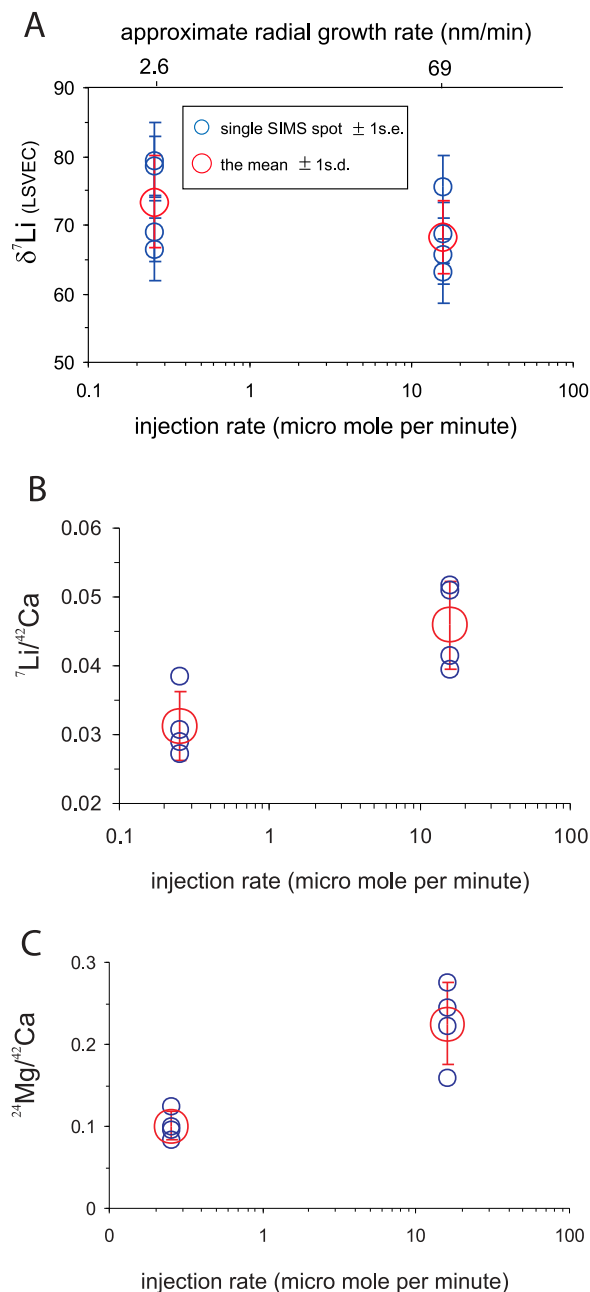 A
approximate radial growth rate (nm/min)
2.6 69
90
80
70
60
50
δ⁷Li (LSVEC)
single SIMS spot ± 1s.e.
the mean ± 1s.d.
0.1 1 10 100
injection rate (micro mole per minute)
B
0.06
0.05
0.04
0.03
0.02
⁷Li/⁴²Ca
0.1 1 10 100
injection rate (micro mole per minute)
C
0.3
0.2
0.1
0
²⁴Mg/⁴²Ca
0 1 10 100
injection rate (micro mole per minute)